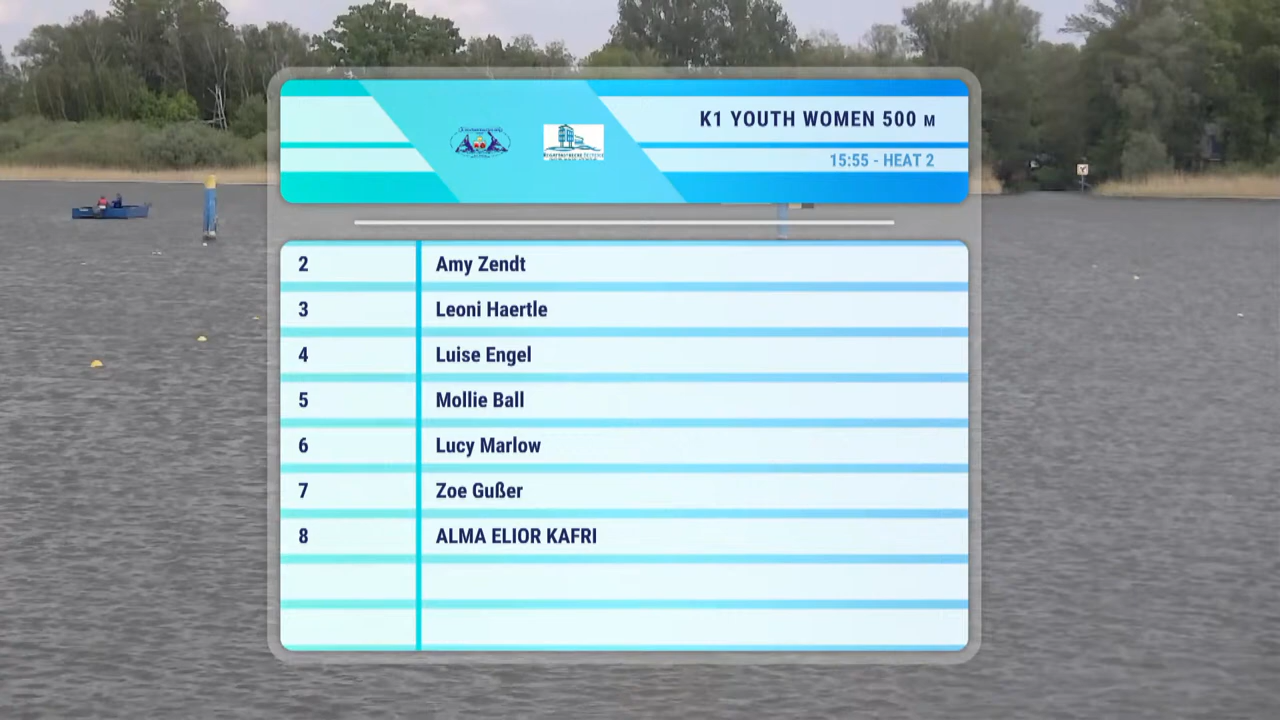 K1 YOUTH WOMEN 500 M
15:55 - HEAT 2
2 Amy Zendt
3 Leoni Haertle
4 Luise Engel
5 Mollie Ball
6 Lucy Marlow
7 Zoe Gußer
8 ALMA ELIOR KAFRI